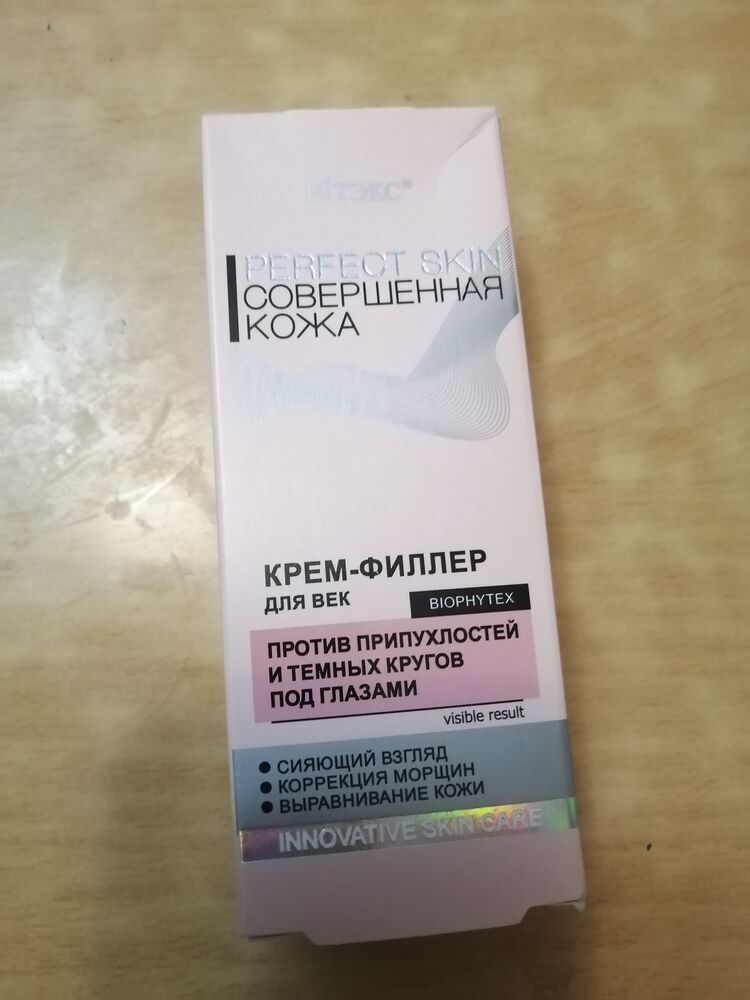 ВІТЭКС®
PERFECT SKIN
СОВЕРШЕННАЯ
КОЖА
КРЕМ-ФИЛЛЕР
ДЛЯ ВЕК
BIOPHYTEX
ПРОТИВ ПРИПУХЛОСТЕЙ
И ТЕМНЫХ КРУГОВ
ПОД ГЛАЗАМИ
visible result
• СИЯЮЩИЙ ВЗГЛЯД
• КОРРЕКЦИЯ МОРЩИН
• ВЫРАВНИВАНИЕ КОЖИ
INNOVATIVE SKIN CARE